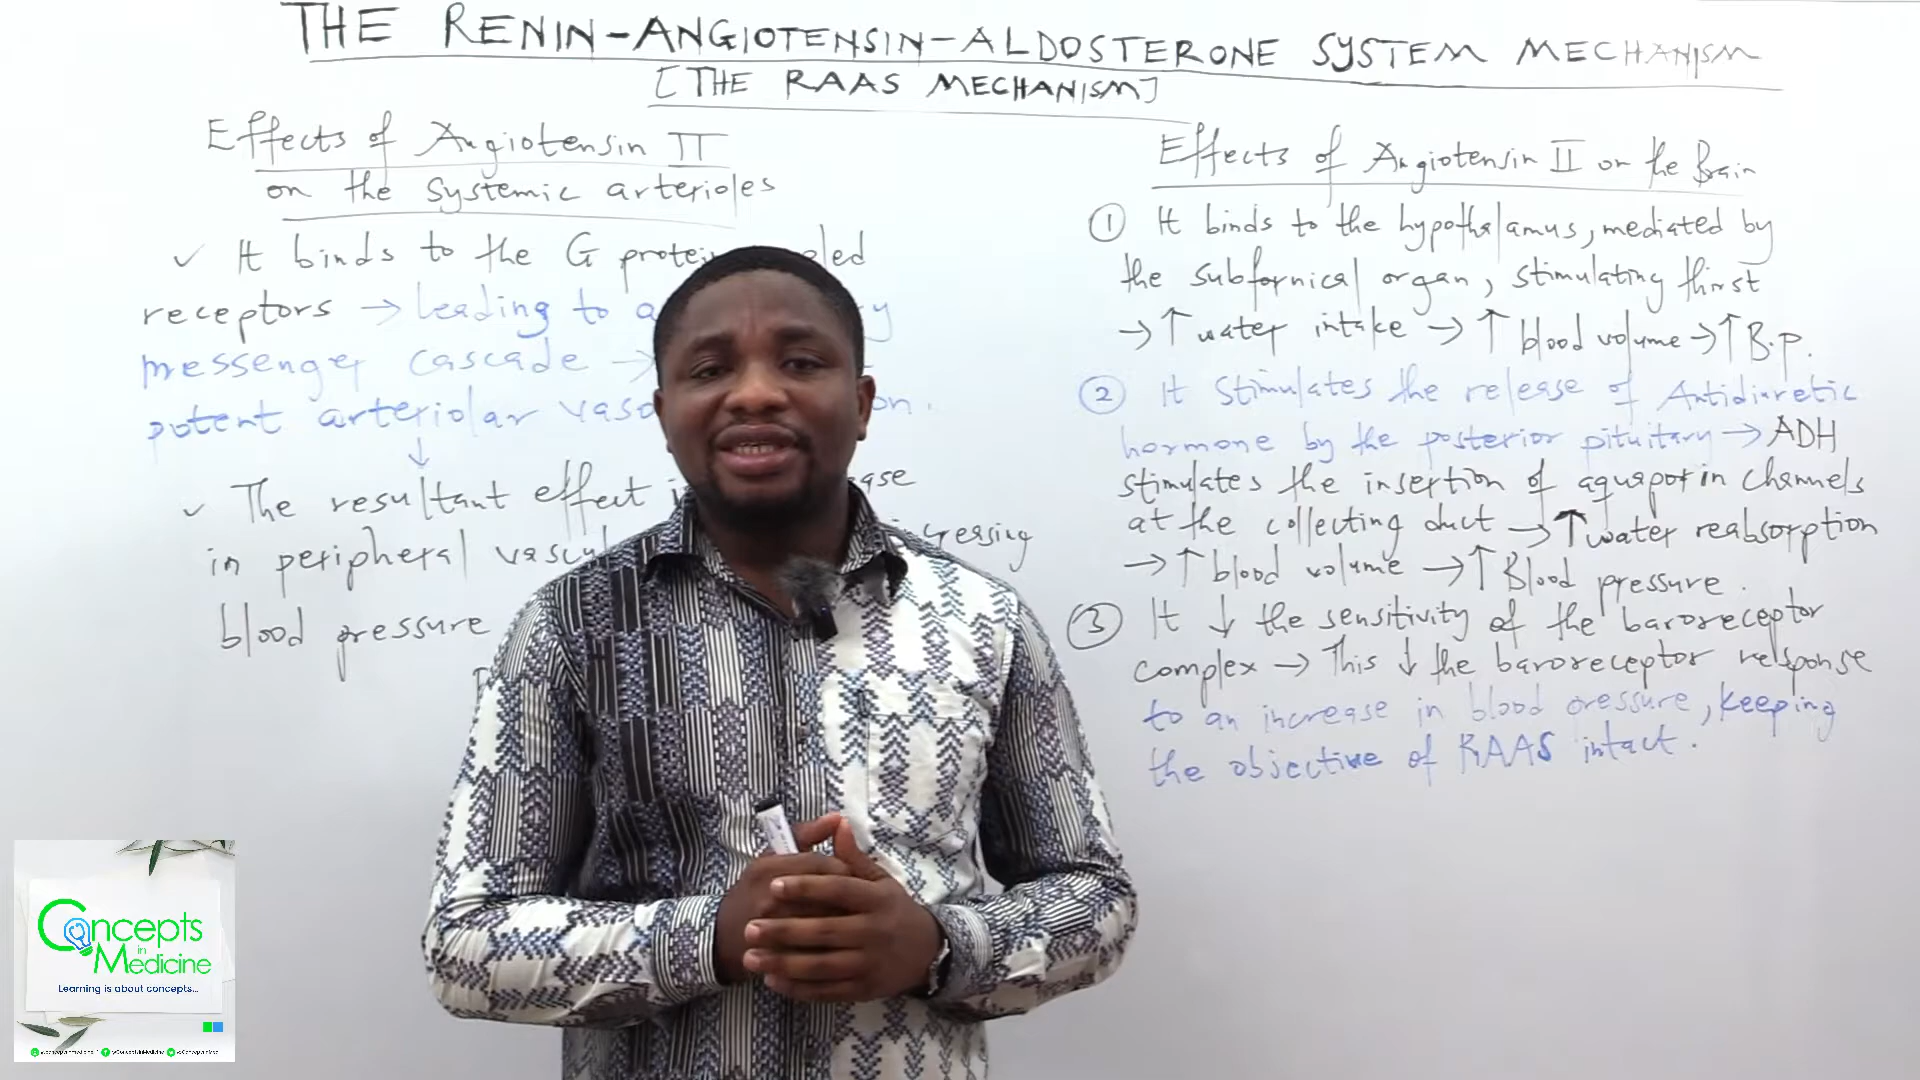 THE RENIN-ANGIOTENSIN-ALDOSTERONE SYSTEM MECHANISM
[THE RAAS MECHANISM]
Effects of Angiotensin II
on the systemic arterioles
✓ It binds to the G protein
receptors → leading to a
messenger cascade →
potent arteriolar vaso
↓
✓ The resultant effect
in peripheral
blood pressure
Effects of Angiotensin II on the Brain
① It binds to the hypothalamus, mediated by
the subfornical organ, stimulating thirst
→ ↑ water intake → ↑ blood volume → ↑ B.P.
② It stimulates the release of Antidiuretic
hormone by the posterior pituitary → ADH
stimulates the insertion of aquaporin channels
at the collecting duct → ↑ water reabsorption
→ ↑ blood volume → ↑ Blood pressure.
③ It ↓ the sensitivity of the baroreceptor
complex → This ↓ the baroreceptor response
to an increase in blood pressure, keeping
the objective of RAAS intact.
Concepts
in
Medicine
Learning is about concepts...